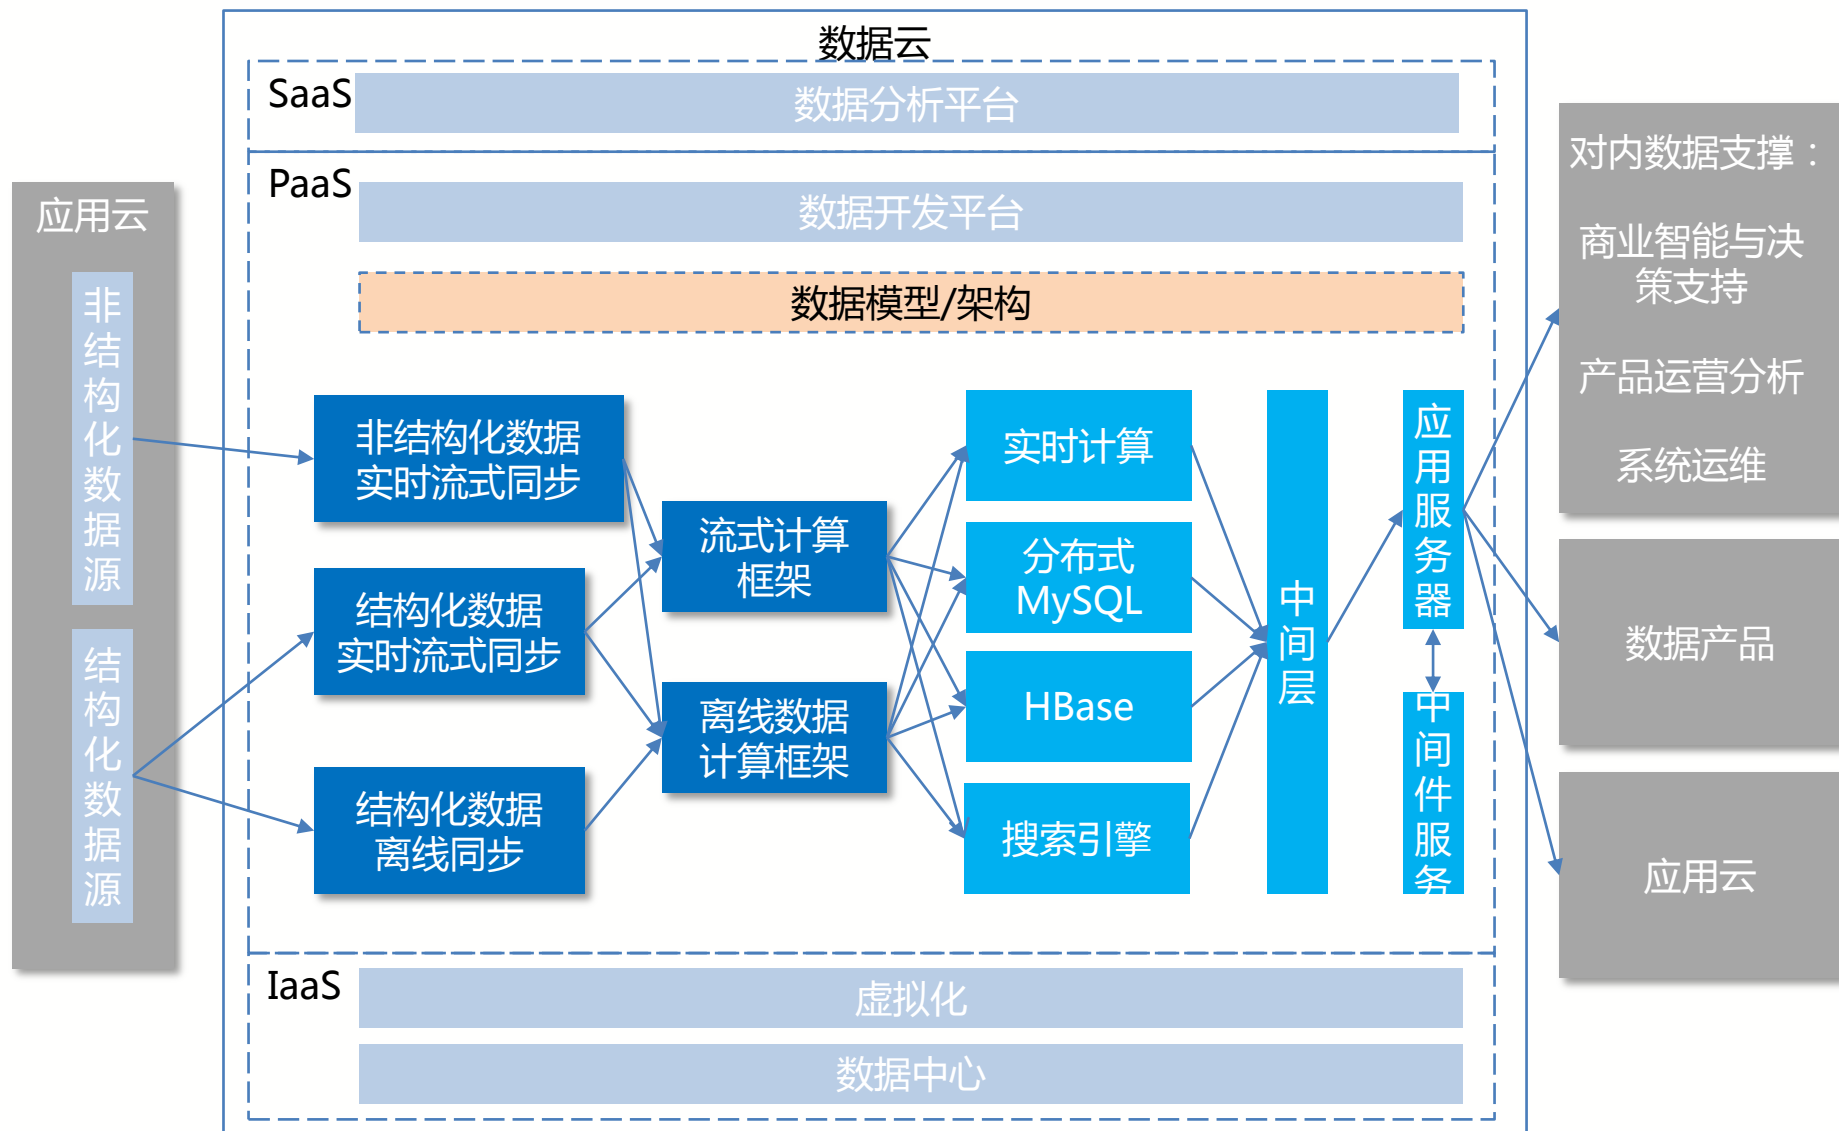 数据云
SaaS
数据分析平台
PaaS
数据开发平台
数据模型/架构
应用云
非结构化数据源
结构化数据源
非结构化数据
实时流式同步
结构化数据
实时流式同步
结构化数据
离线同步
流式计算
框架
离线数据
计算框架
实时计算
分布式
MySQL
HBase
搜索引擎
中间层
应用服务器
中间件服务
IaaS
虚拟化
数据中心
对内数据支撑：
商业智能与决
策支持
产品运营分析
系统运维
数据产品
应用云